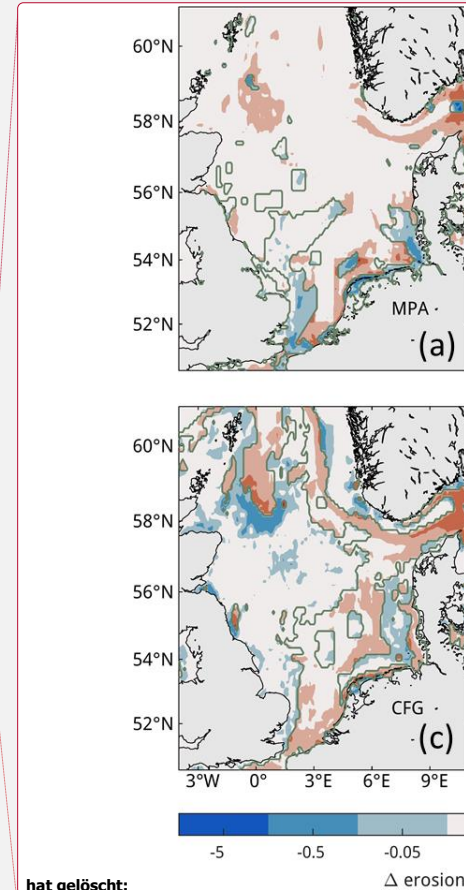 60°N
58°N
56°N
54°N
52°N
MPA
(a)
60°N
58°N
56°N
54°N
52°N
CFG
(c)
3°W 0° 3°E 6°E 9°E
-5 -0.5 -0.05
Δ erosion
hat gelöscht: